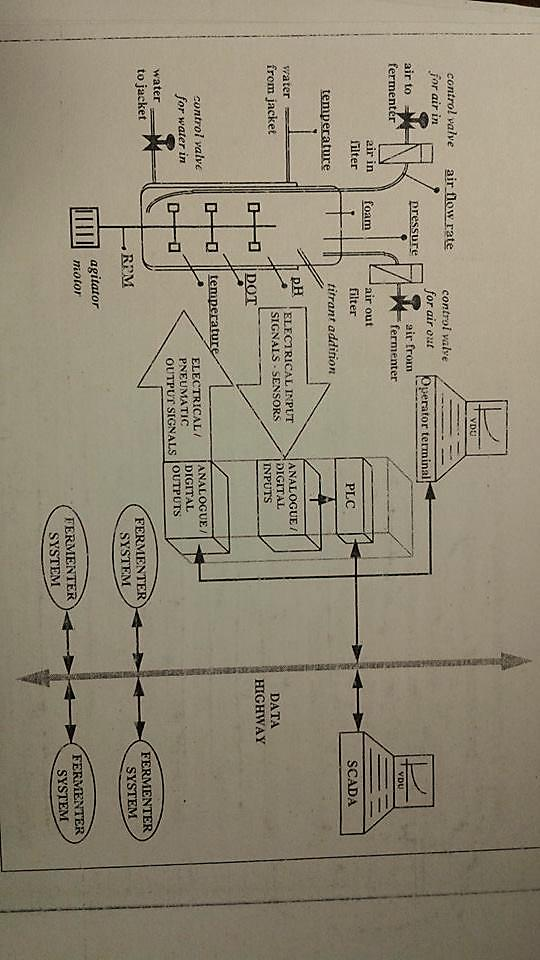 control valve
for air in
air to
fermenter
air in
filter
air flow rate
pressure
foam
control valve
for air out
air from
fermenter
air out
filter
titrant addition
temperature
water
from jacket
control valve
for water in
water
to jacket
pH
DOT
temperature
RPM
agitator
motor
VDU
Operator terminal
ELECTRICAL INPUT
SIGNALS - SENSORS
ELECTRICAL /
PNEUMATIC
OUTPUT SIGNALS
PLC
ANALOGUE /
DIGITAL
INPUTS
ANALOGUE /
DIGITAL
OUTPUTS
VDU
SCADA
DATA
HIGHWAY
FERMENTER
SYSTEM
FERMENTER
SYSTEM
FERMENTER
SYSTEM
FERMENTER
SYSTEM